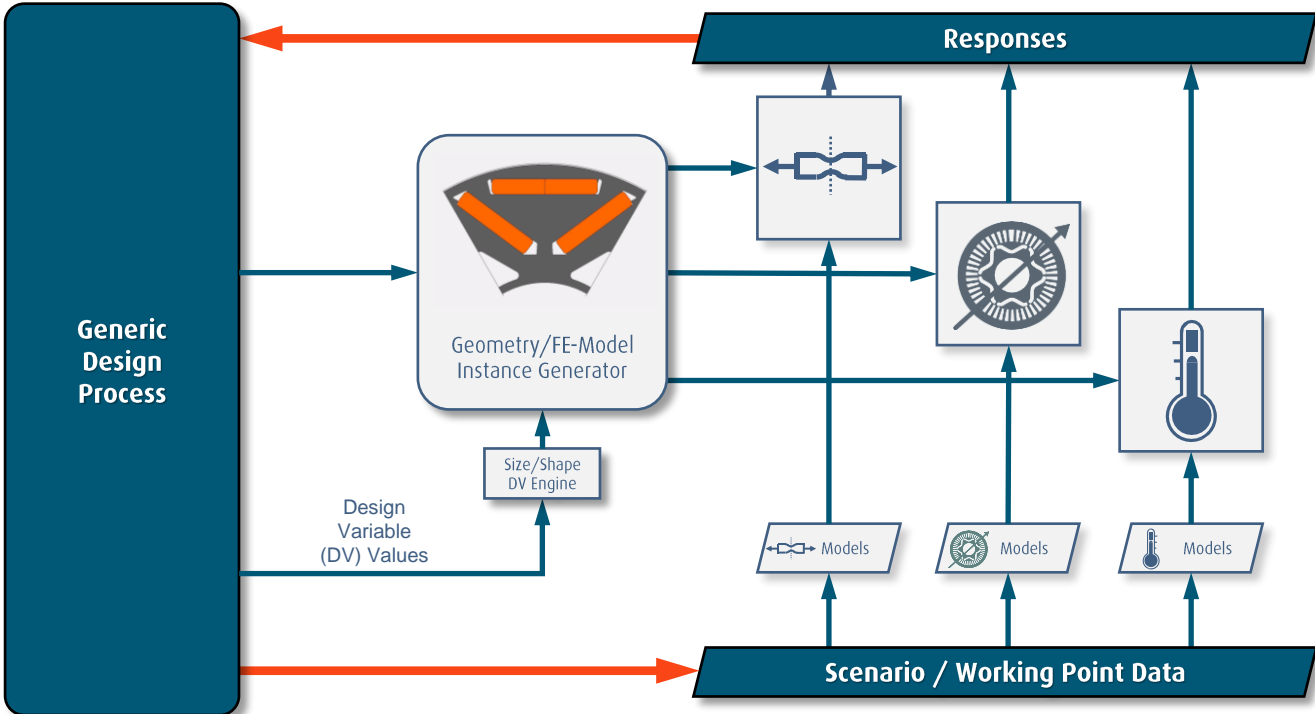 Responses
Generic
Design
Process
Geometry/FE-Model
Instance Generator
Size/Shape
DV Engine
Design
Variable
(DV) Values
Models
Models
Models
Scenario / Working Point Data